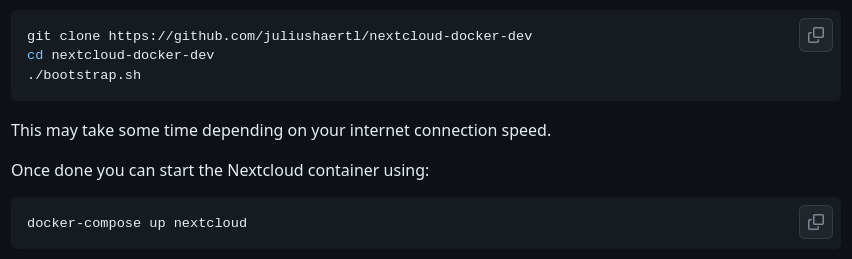 git clone https://github.com/juliushaertl/nextcloud-docker-dev
cd nextcloud-docker-dev
./bootstrap.sh
This may take some time depending on your internet connection speed.
Once done you can start the Nextcloud container using:
docker-compose up nextcloud